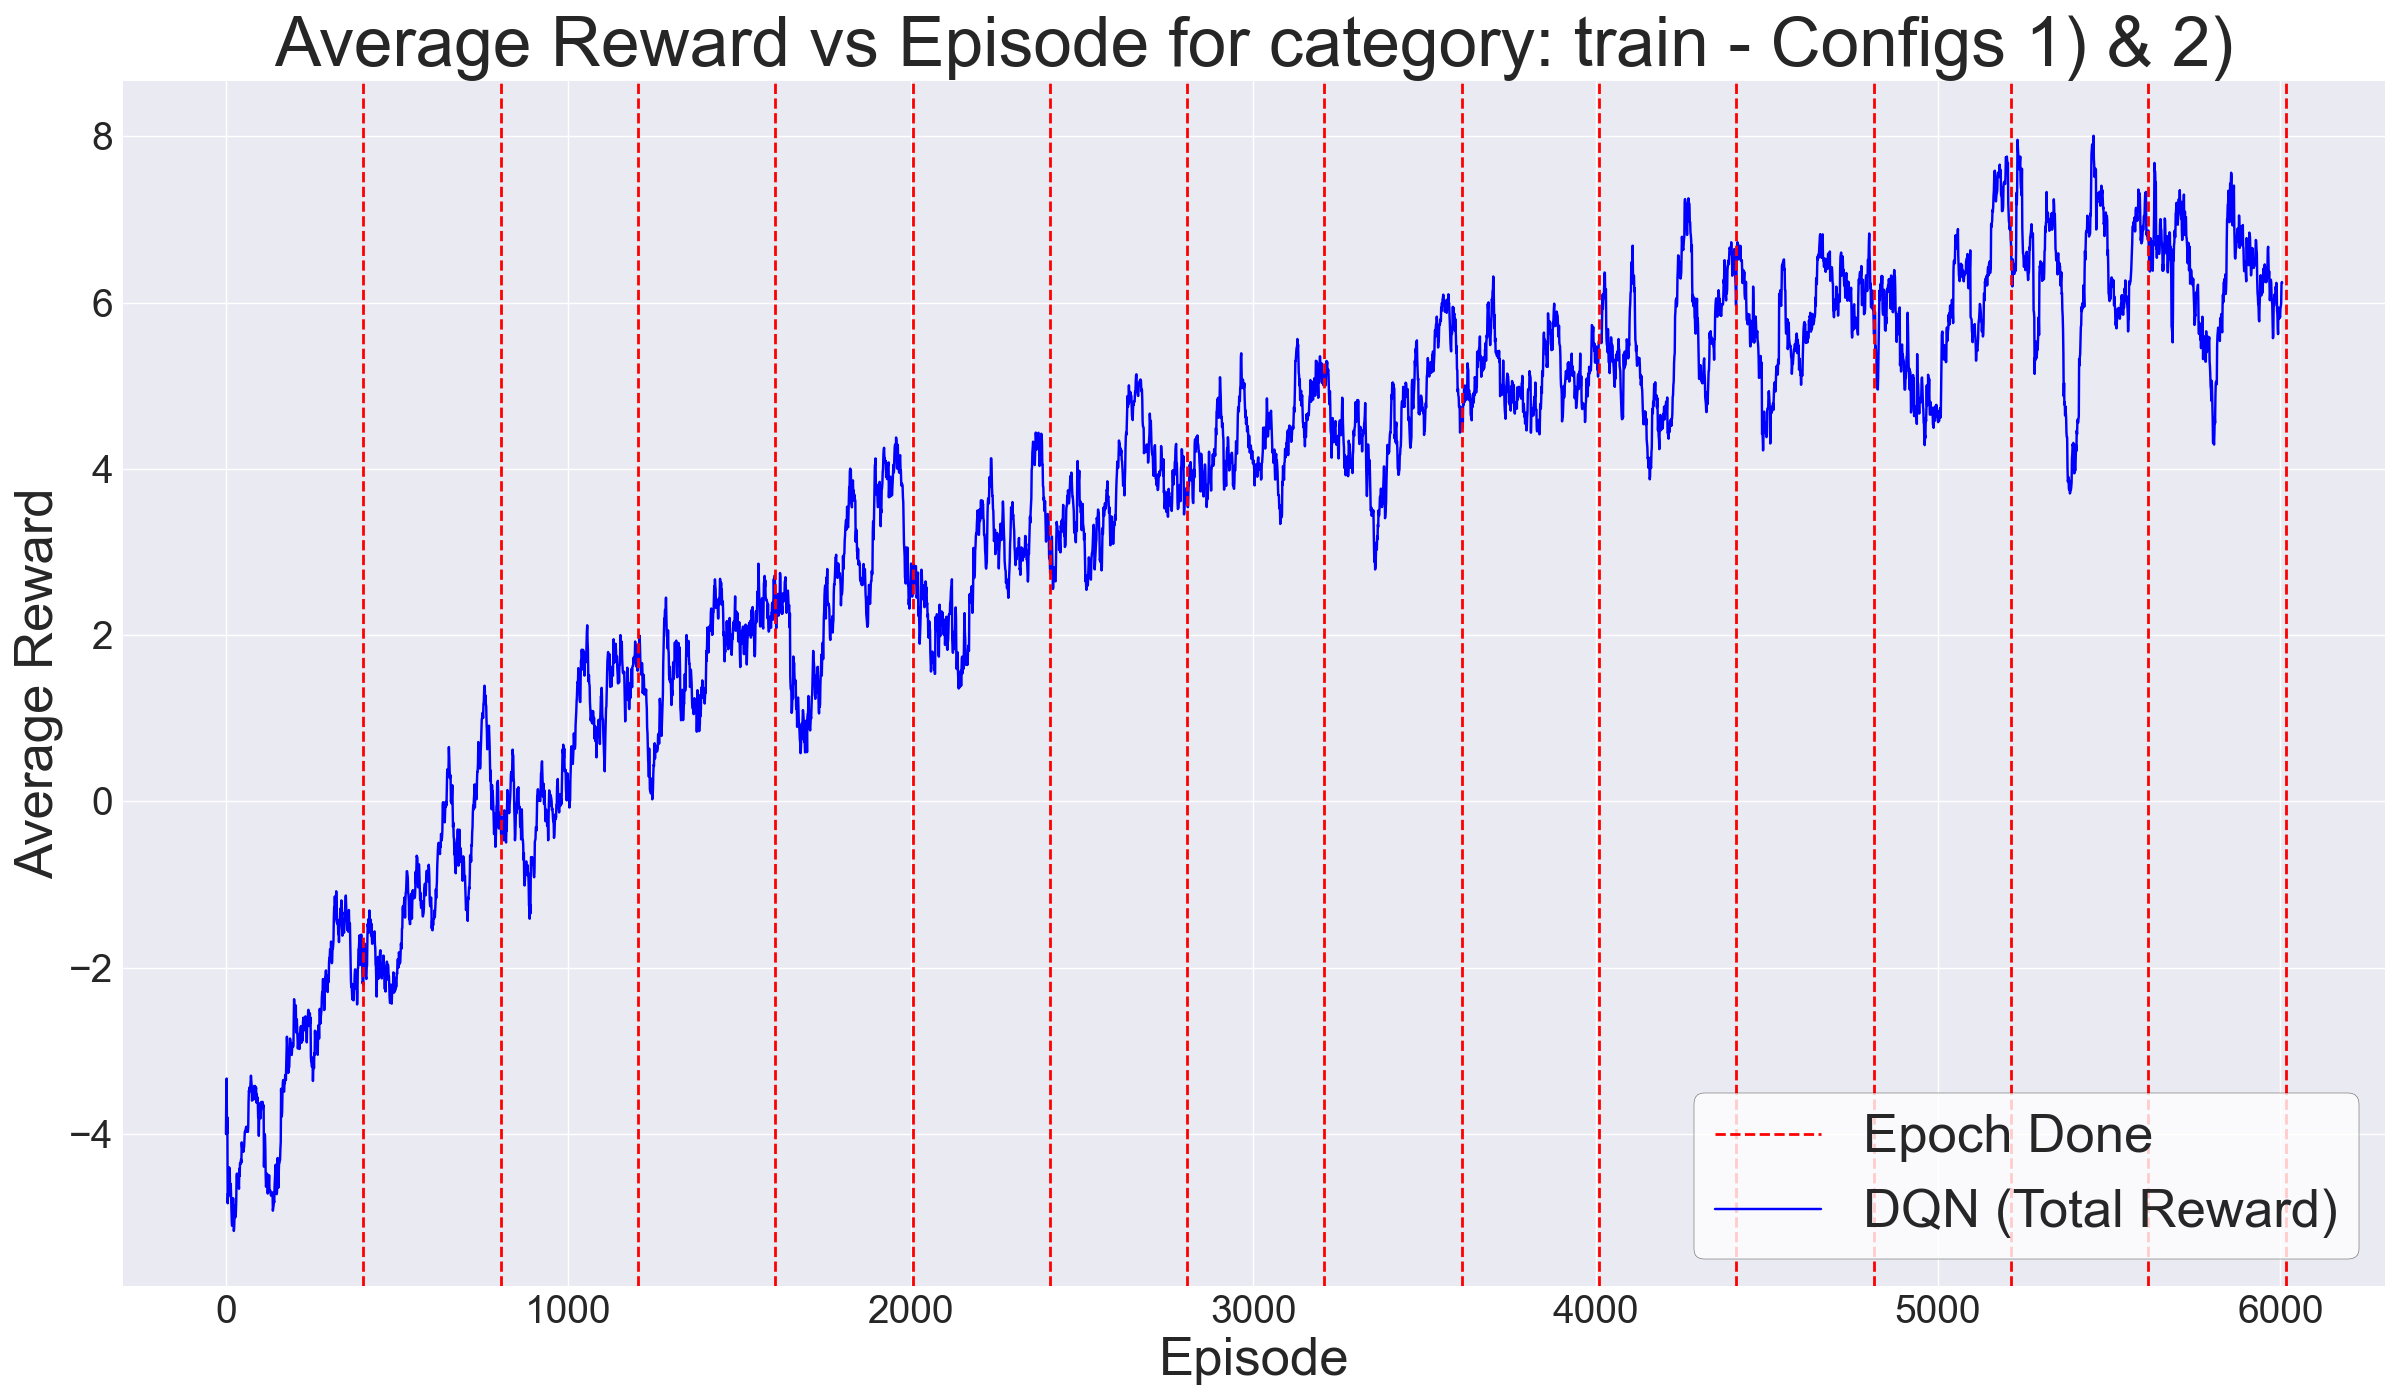 Average Reward vs Episode for category: train - Configs 1) & 2)
8
6
4
2
0
−2
−4
Average Reward
0 1000 2000 3000 4000 5000 6000
Episode
Epoch Done
DQN (Total Reward)